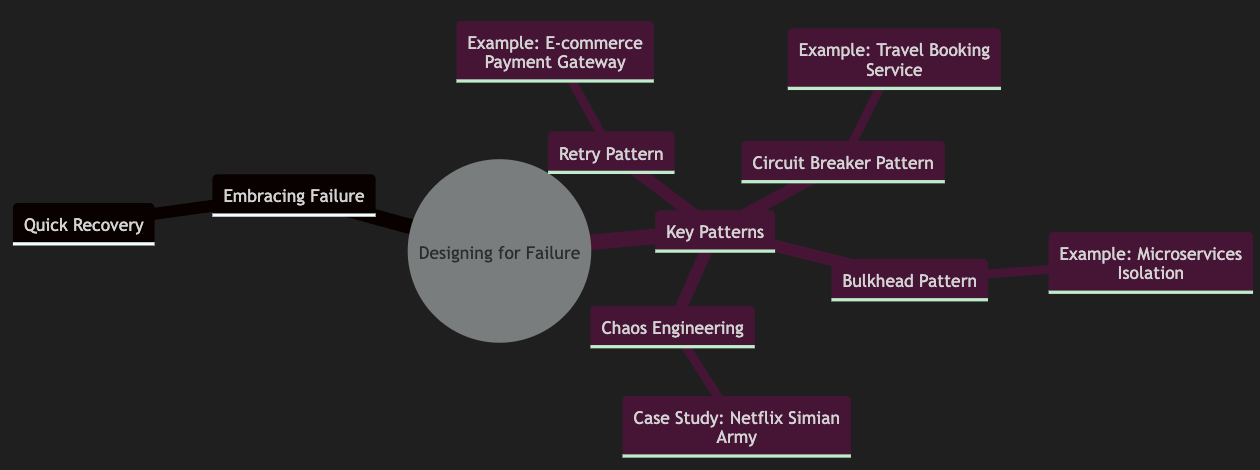 Example: E-commerce
Payment Gateway
Example: Travel Booking
Service
Retry Pattern
Circuit Breaker Pattern
Embracing Failure
Quick Recovery
Key Patterns
Designing for Failure
Example: Microservices
Isolation
Bulkhead Pattern
Chaos Engineering
Case Study: Netflix Simian
Army